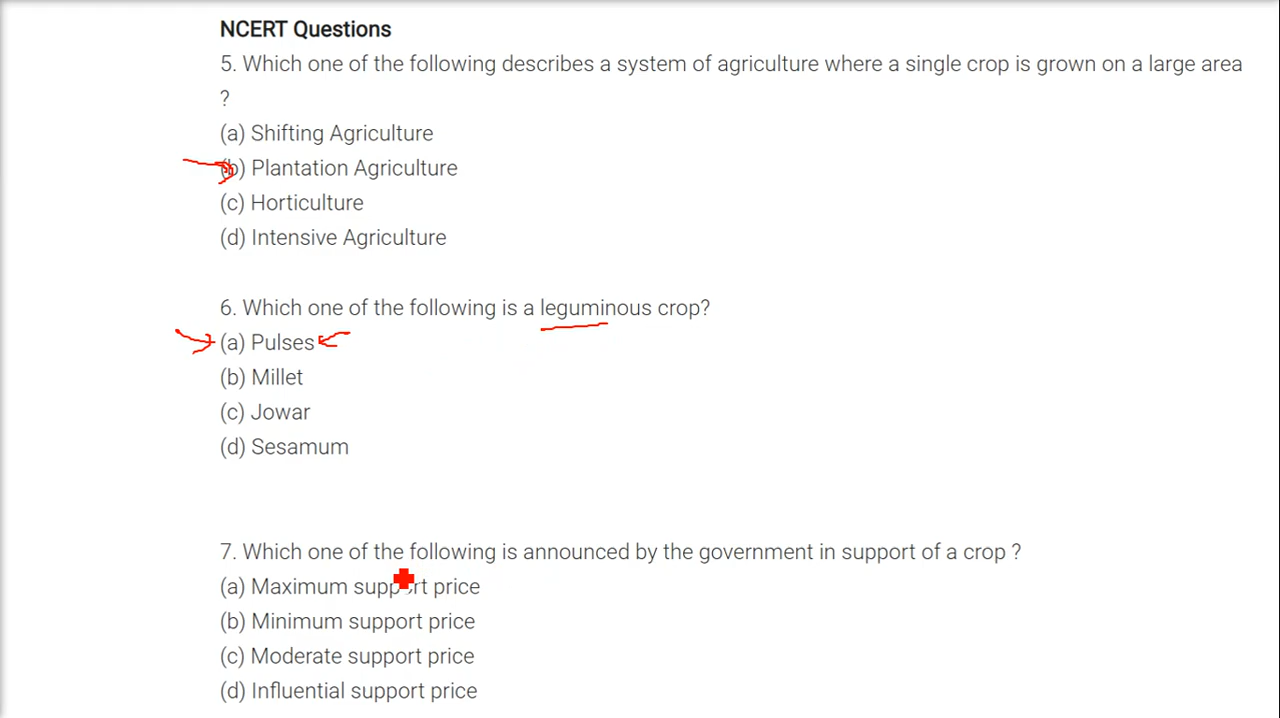 NCERT Questions
5. Which one of the following describes a system of agriculture where a single crop is grown on a large area
?
(a) Shifting Agriculture
(b) Plantation Agriculture
(c) Horticulture
(d) Intensive Agriculture
6. Which one of the following is a leguminous crop?
(a) Pulses
(b) Millet
(c) Jowar
(d) Sesamum
7. Which one of the following is announced by the government in support of a crop ?
(a) Maximum support price
(b) Minimum support price
(c) Moderate support price
(d) Influential support price